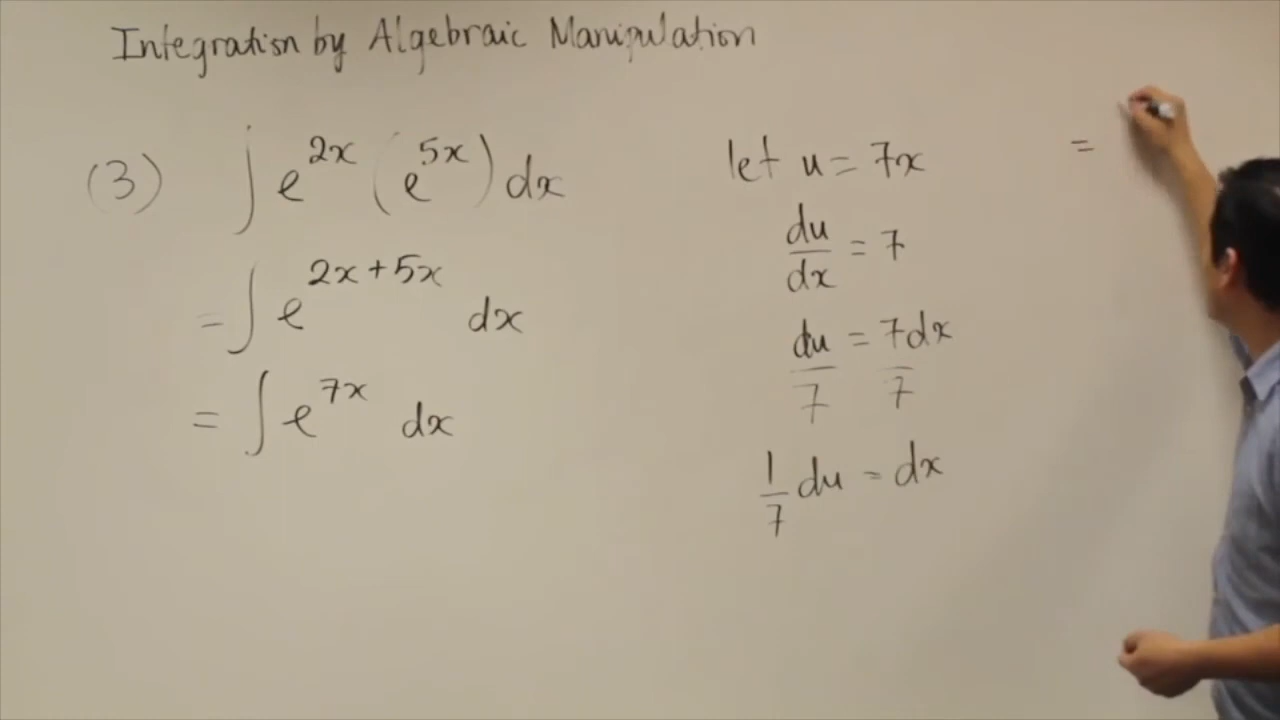 Integration by Algebraic Manipulation
(3) ∫ e^{2x} (e^{5x}) dx
= ∫ e^{2x+5x} dx
= ∫ e^{7x} dx
let u = 7x
du/dx = 7
du/7 = 7dx/7
1/7 du = dx
=